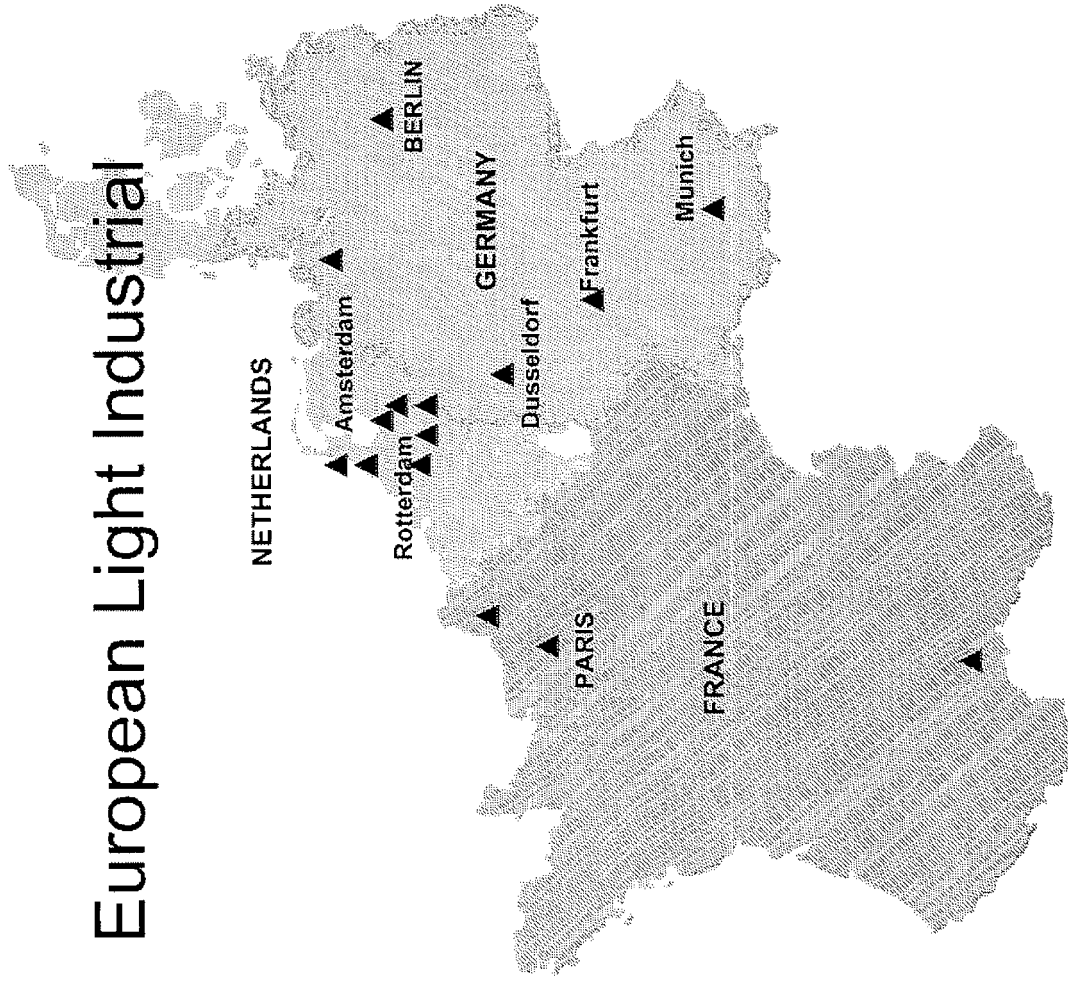 European Light Industrial
NETHERLANDS
Amsterdam
Rotterdam
BERLIN
GERMANY
Dusseldorf
Frankfurt
Munich
PARIS
FRANCE